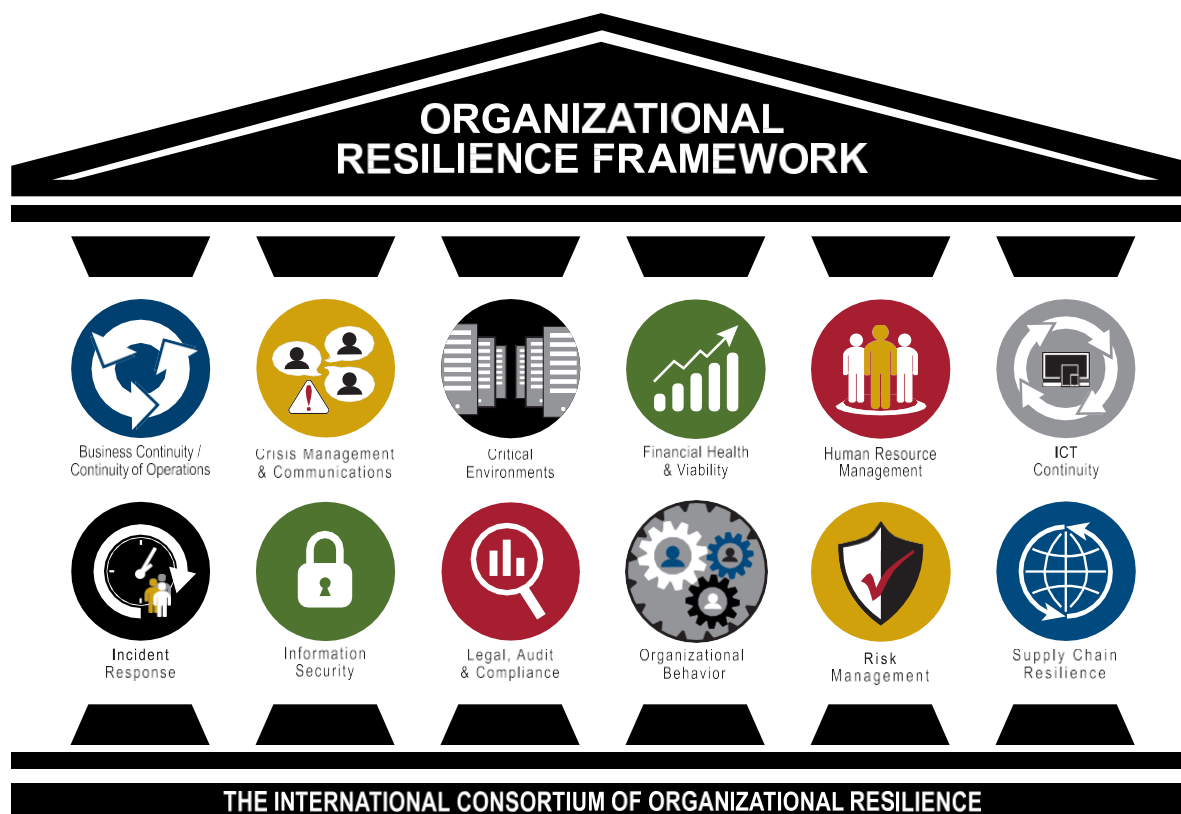 ORGANIZATIONAL
RESILIENCE FRAMEWORK
Business Continuity /
Continuity of Operations
Crisis Management
& Communications
Critical
Environments
Financial Health
& Viability
Human Resource
Management
ICT
Continuity
Incident
Response
Information
Security
Legal, Audit
& Compliance
Organizational
Behavior
Risk
Management
Supply Chain
Resilience
THE INTERNATIONAL CONSORTIUM OF ORGANIZATIONAL RESILIENCE